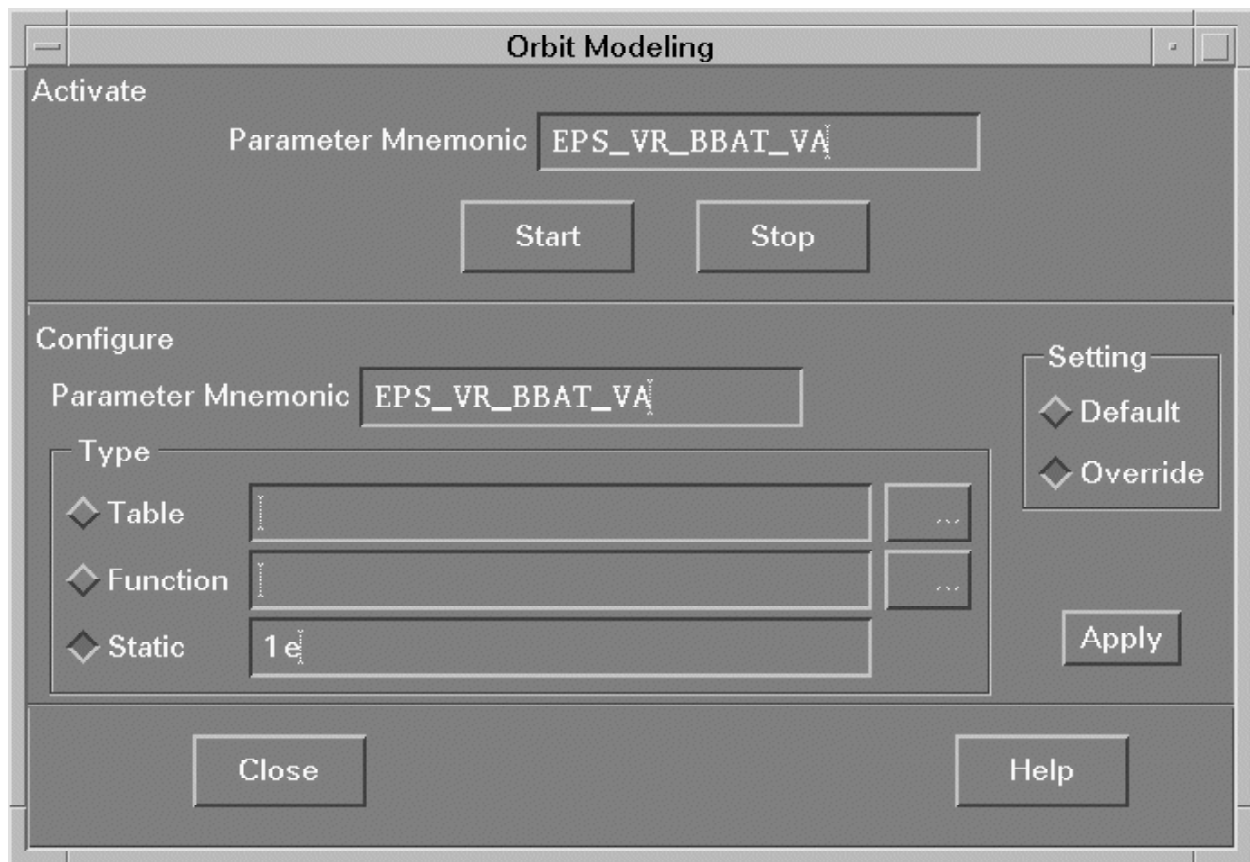 Orbit Modeling
Activate
Parameter Mnemonic EPS_VR_BBAT_VA
Start Stop
Configure
Setting
Parameter Mnemonic EPS_VR_BBAT_VA
Default
Type
Override
Table ...
Function ...
Static 1e
Apply
Close Help